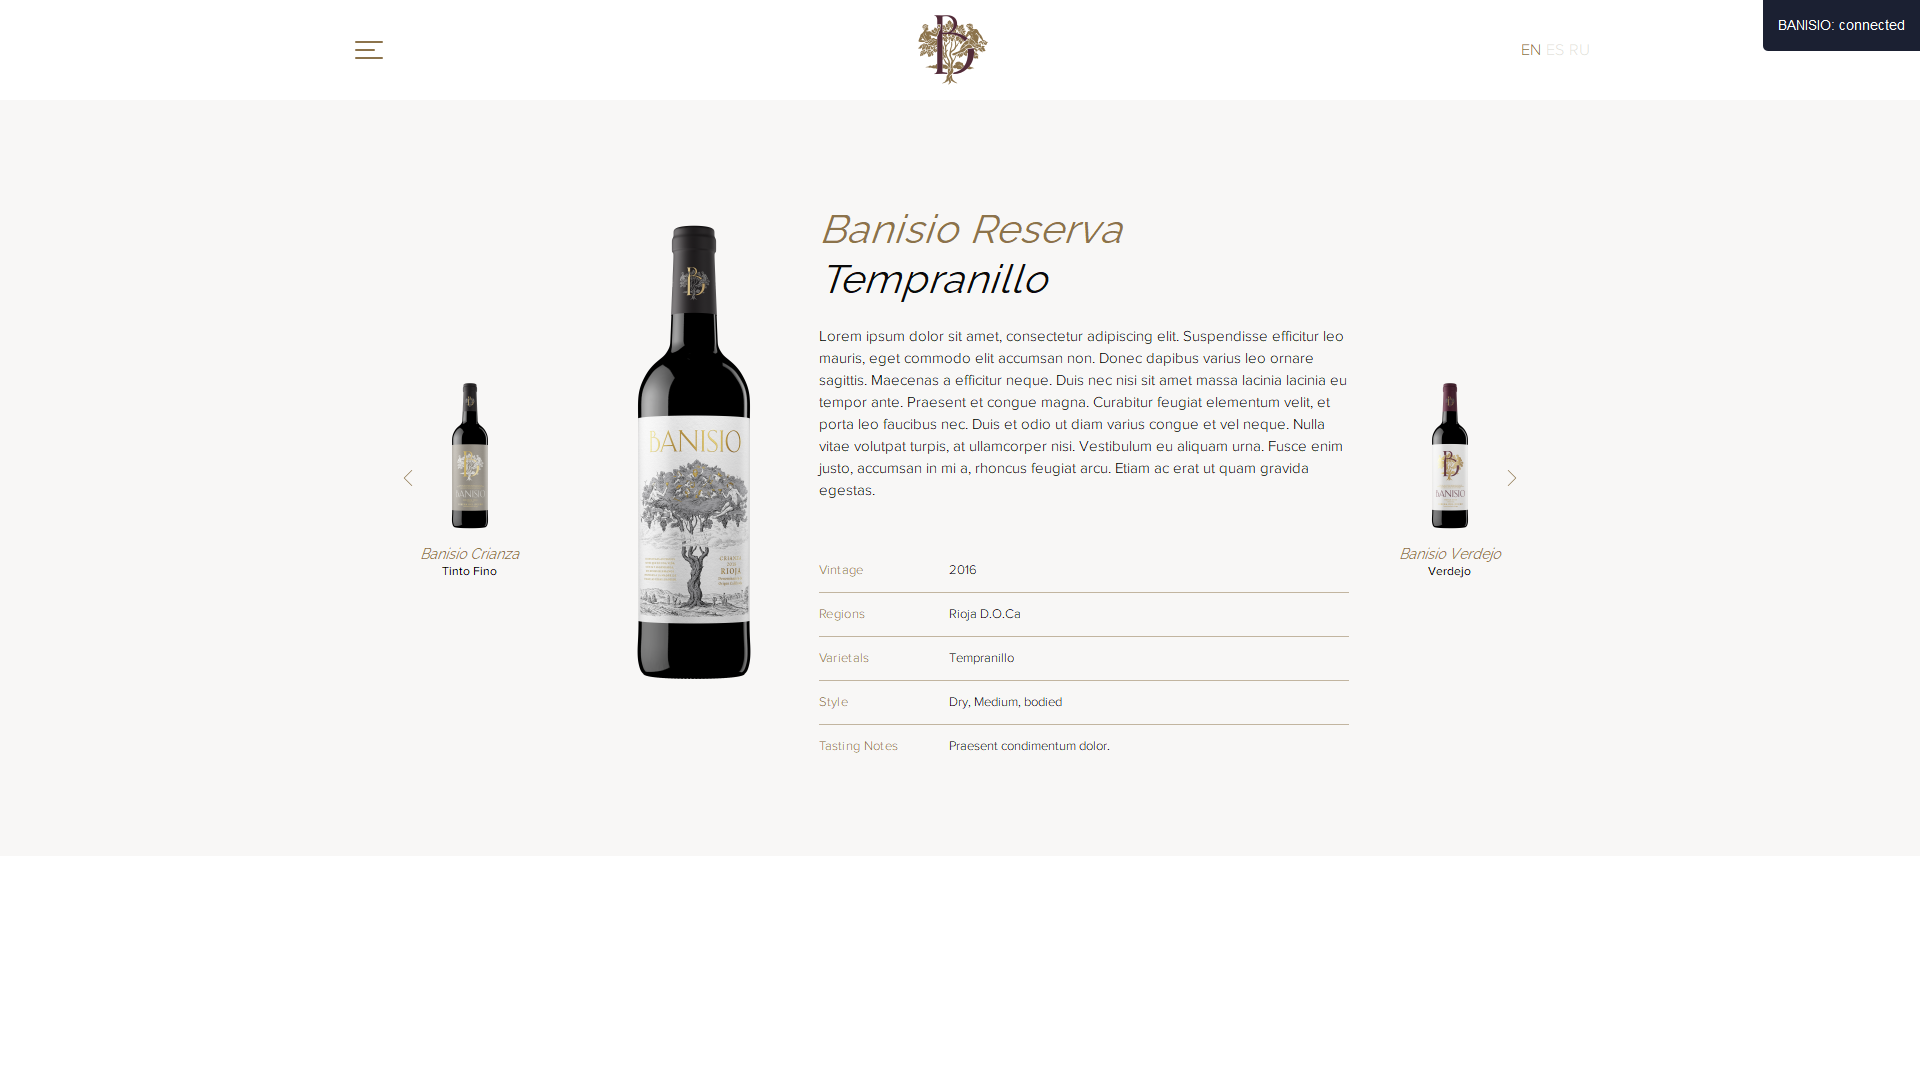 BANISIO: connected
EN ES RU
Banisio Reserva
Tempranillo
Lorem ipsum dolor sit amet, consectetur adipiscing elit. Suspendisse efficitur leo
mauris, eget commodo elit accumsan non. Donec dapibus varius leo ornare
sagittis. Maecenas a efficitur neque. Duis nec nisi sit amet massa lacinia lacinia eu
tempor ante. Praesent et congue magna. Curabitur feugiat elementum velit, et
porta leo faucibus nec. Duis et odio ut diam varius congue et vel neque. Nulla
vitae volutpat turpis, at ullamcorper nisi. Vestibulum eu aliquam urna. Fusce enim
justo, accumsan in mi a, rhoncus feugiat arcu. Etiam ac erat ut quam gravida
egestas.
BANISIO
CRIANZA
RIOJA
BANISIO
Banisio Crianza
Tinto Fino
BANISIO
Banisio Verdejo
Verdejo
Vintage 2016
Regions Rioja D.O.Ca
Varietals Tempranillo
Style Dry, Medium, bodied
Tasting Notes Praesent condimentum dolor.